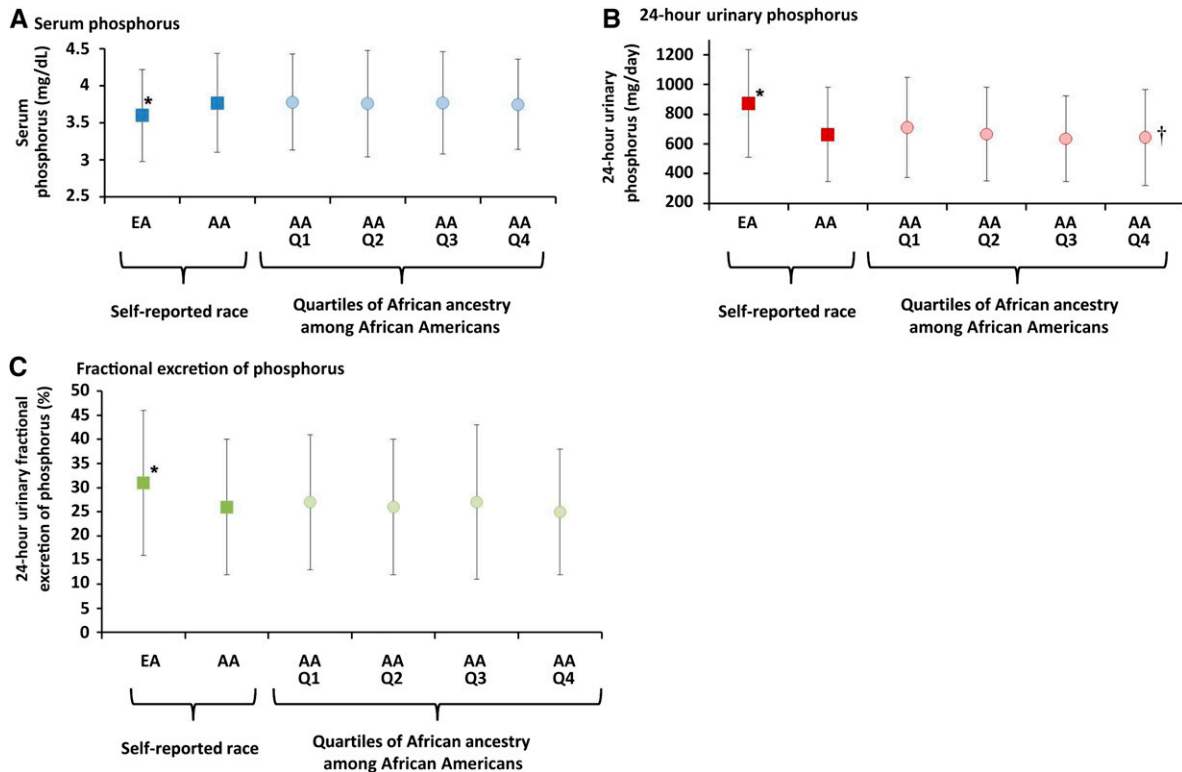 A Serum phosphorus
Serum
phosphorus (mg/dL)
4.5
4
3.5
3
2.5
*
EA
AA
AA
Q1
AA
Q2
AA
Q3
AA
Q4
Self-reported race
Quartiles of African ancestry
among African Americans
B 24-hour urinary phosphorus
24-hour urinary
phosphorus (mg/day)
1200
1000
800
600
400
200
*
†
EA
AA
AA
Q1
AA
Q2
AA
Q3
AA
Q4
Self-reported race
Quartiles of African ancestry
among African Americans
C Fractional excretion of phosphorus
24-hour urinary fractional
excretion of phosphorus (%)
50
45
40
35
30
25
20
15
10
5
0
*
EA
AA
AA
Q1
AA
Q2
AA
Q3
AA
Q4
Self-reported race
Quartiles of African ancestry
among African Americans